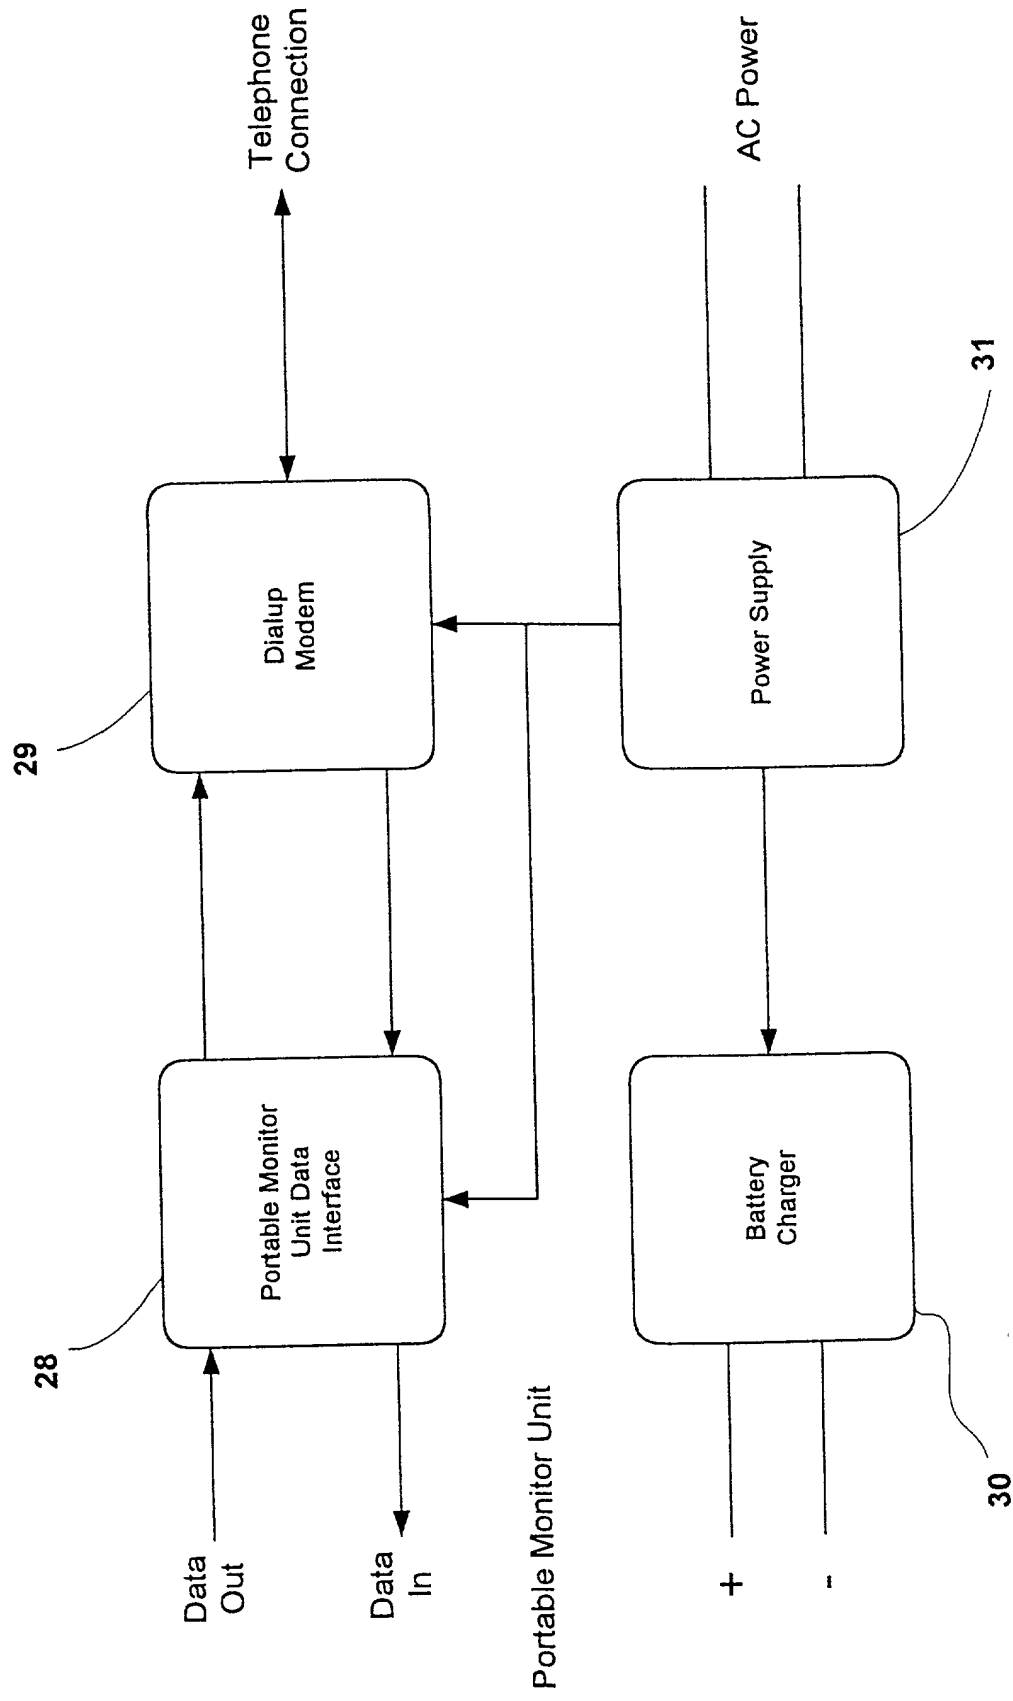 29
Telephone
Connection
28
Data
Out
Portable Monitor
Unit Data
Interface
Dialup
Modem
Data
In
Portable Monitor Unit
+
-
Battery
Charger
Power Supply
AC Power
30
31